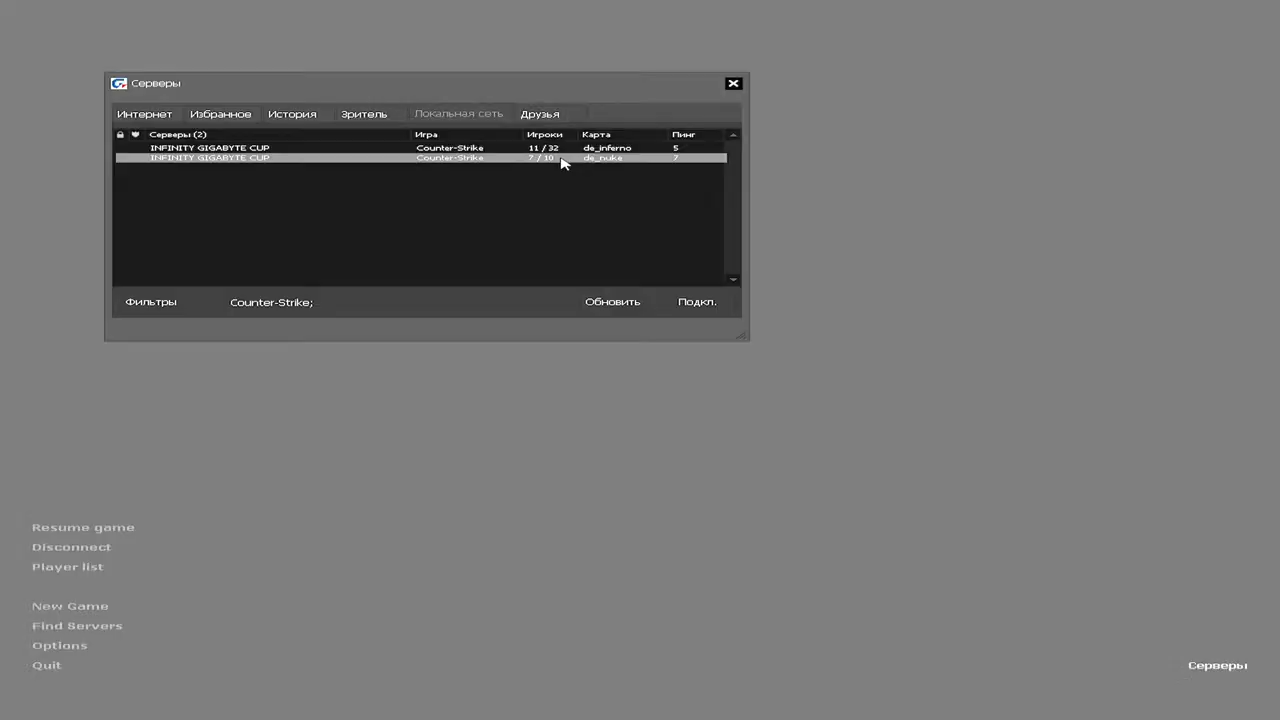 Серверы
Интернет Избранное История Зритель Локальная сеть Друзья
Серверы (2) Игра Игроки Карта Пинг
INFINITY GIGABYTE CUP Counter-Strike 11 / 32 de_inferno 5
INFINITY GIGABYTE CUP Counter-Strike 7 / 10 de_nuke 7
Фильтры Counter-Strike; Обновить Подкл.
Resume game
Disconnect
Player list
New Game
Find Servers
Options
Quit
Серверы